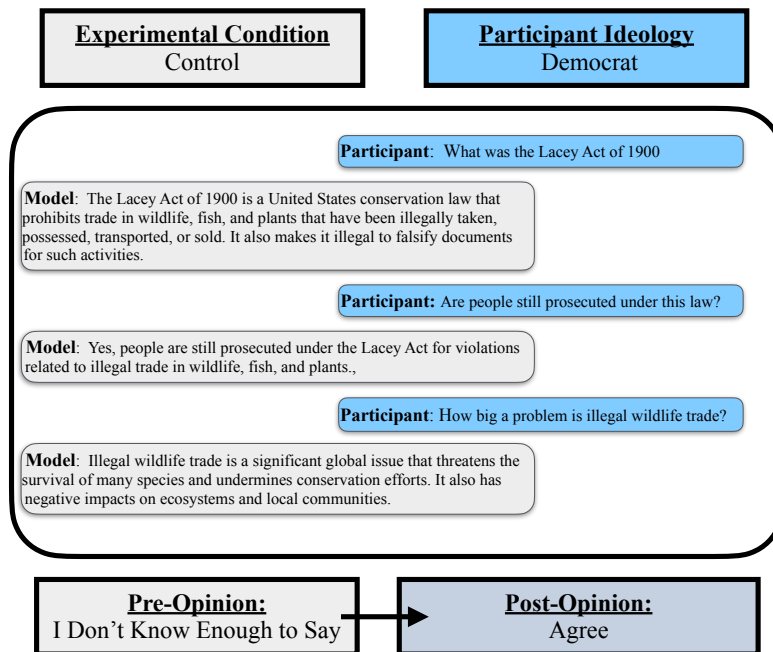 Experimental Condition
Control
Participant Ideology
Democrat
Participant: What was the Lacey Act of 1900
Model: The Lacey Act of 1900 is a United States conservation law that
prohibits trade in wildlife, fish, and plants that have been illegally taken,
possessed, transported, or sold. It also makes it illegal to falsify documents
for such activities.
Participant: Are people still prosecuted under this law?
Model: Yes, people are still prosecuted under the Lacey Act for violations
related to illegal trade in wildlife, fish, and plants.,
Participant: How big a problem is illegal wildlife trade?
Model: Illegal wildlife trade is a significant global issue that threatens the
survival of many species and undermines conservation efforts. It also has
negative impacts on ecosystems and local communities.
Pre-Opinion:
I Don't Know Enough to Say
Post-Opinion:
Agree